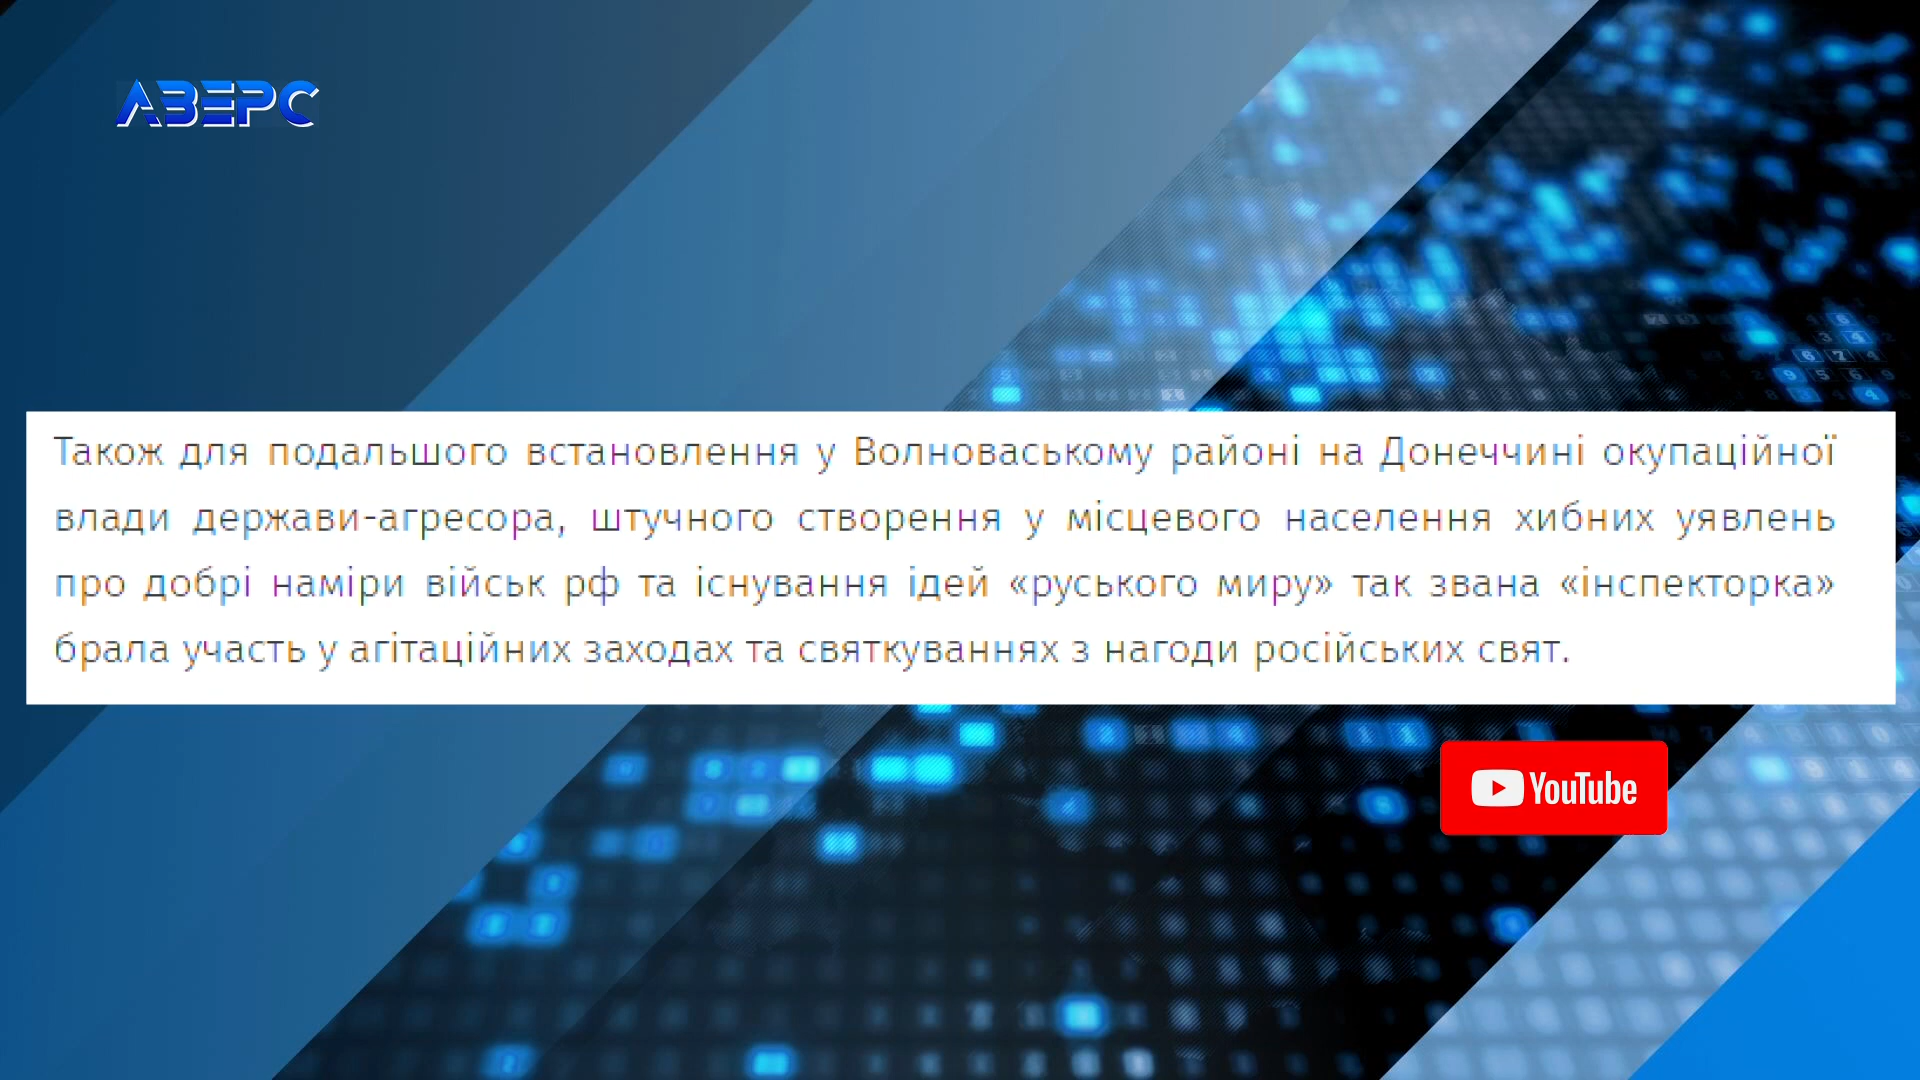 АВЕРС
Також для подальшого встановлення у Волноваському районі на Донеччині окупаційної
влади держави-агресора, штучного створення у місцевого населення хибних уявлень
про добрі наміри військ рф та існування ідей «руського миру» так звана «інспекторка»
брала участь у агітаційних заходах та святкуваннях з нагоди російських свят.
YouTube